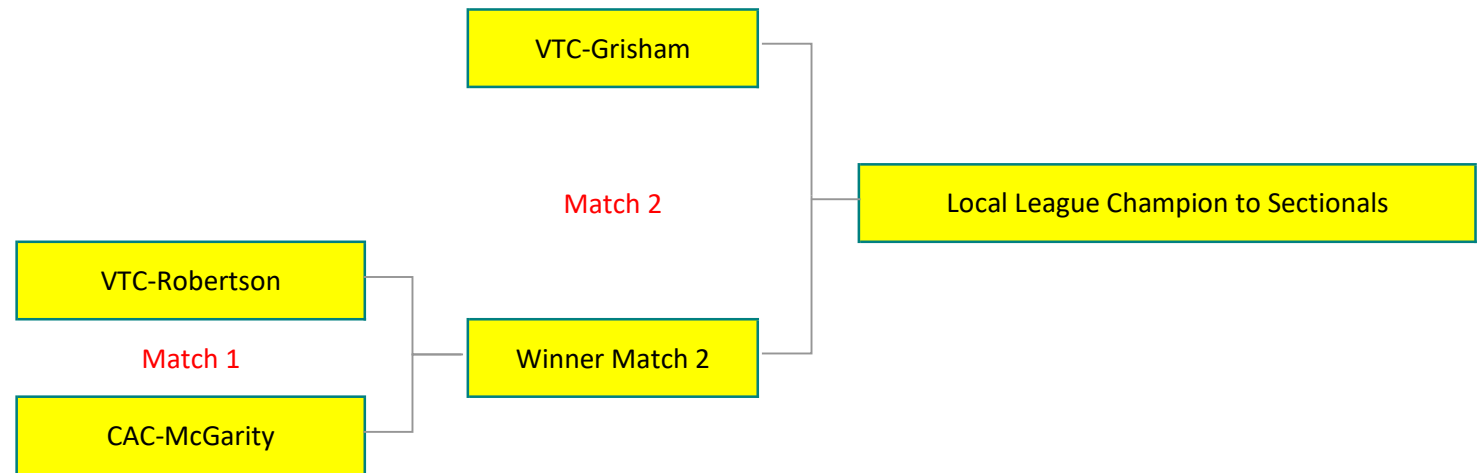 VTC-Grisham
Match 2
Local League Champion to Sectionals
VTC-Robertson
Match 1
Winner Match 2
CAC-McGarity